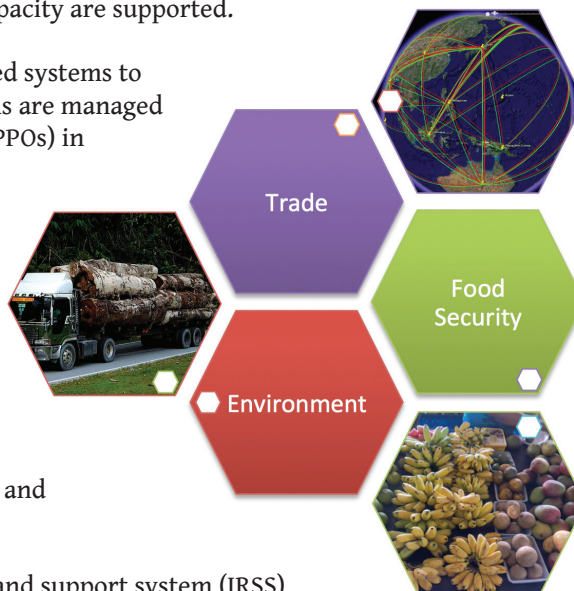 pacity are supported.
ed systems to
s are managed
PPOs) in
Trade
Food
Security
Environment
and
and support system (IRSS)